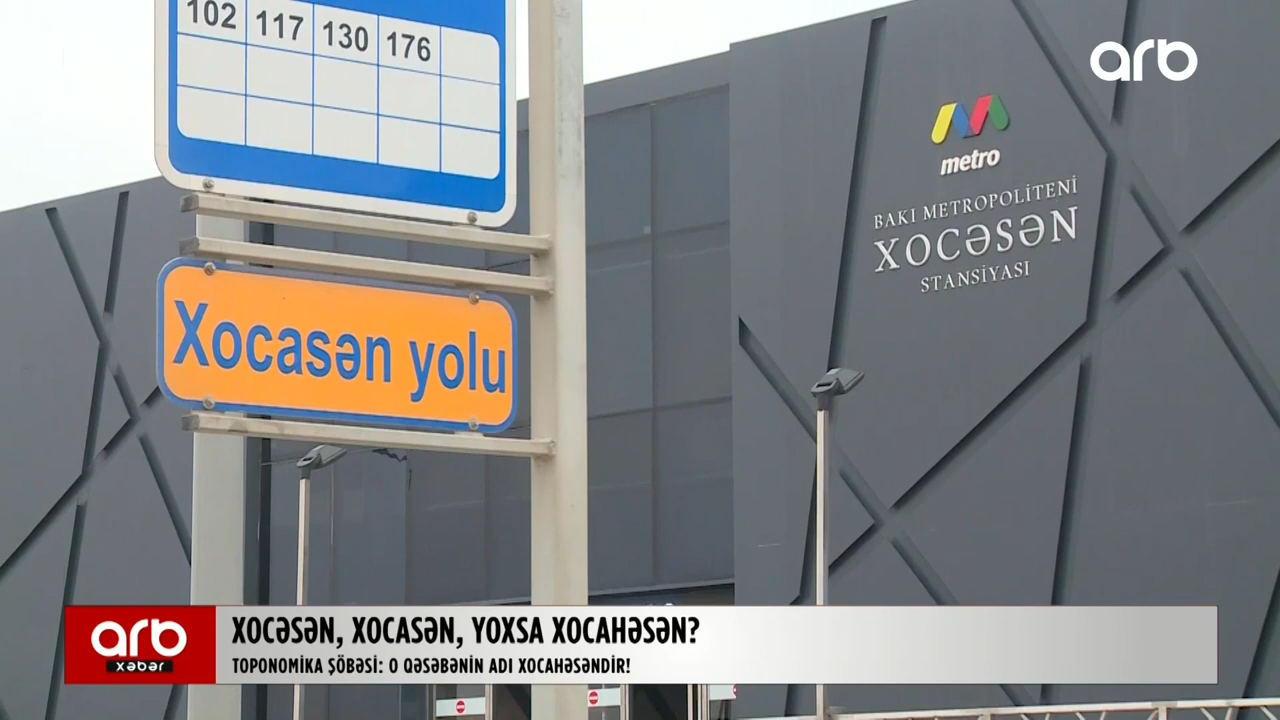 102 117 130 176
arb
metro
BAKI METROPOLİTENİ
XOCƏSƏN
STANSİYASI
Xocasən yolu
arb
xəbər
XOCƏSƏN, XOCASƏN, YOXSA XOCAHƏSƏN?
TOPONOMİKA ŞÖBƏSİ: O QƏSƏBƏNİN ADI XOCAHƏSƏNDİR!